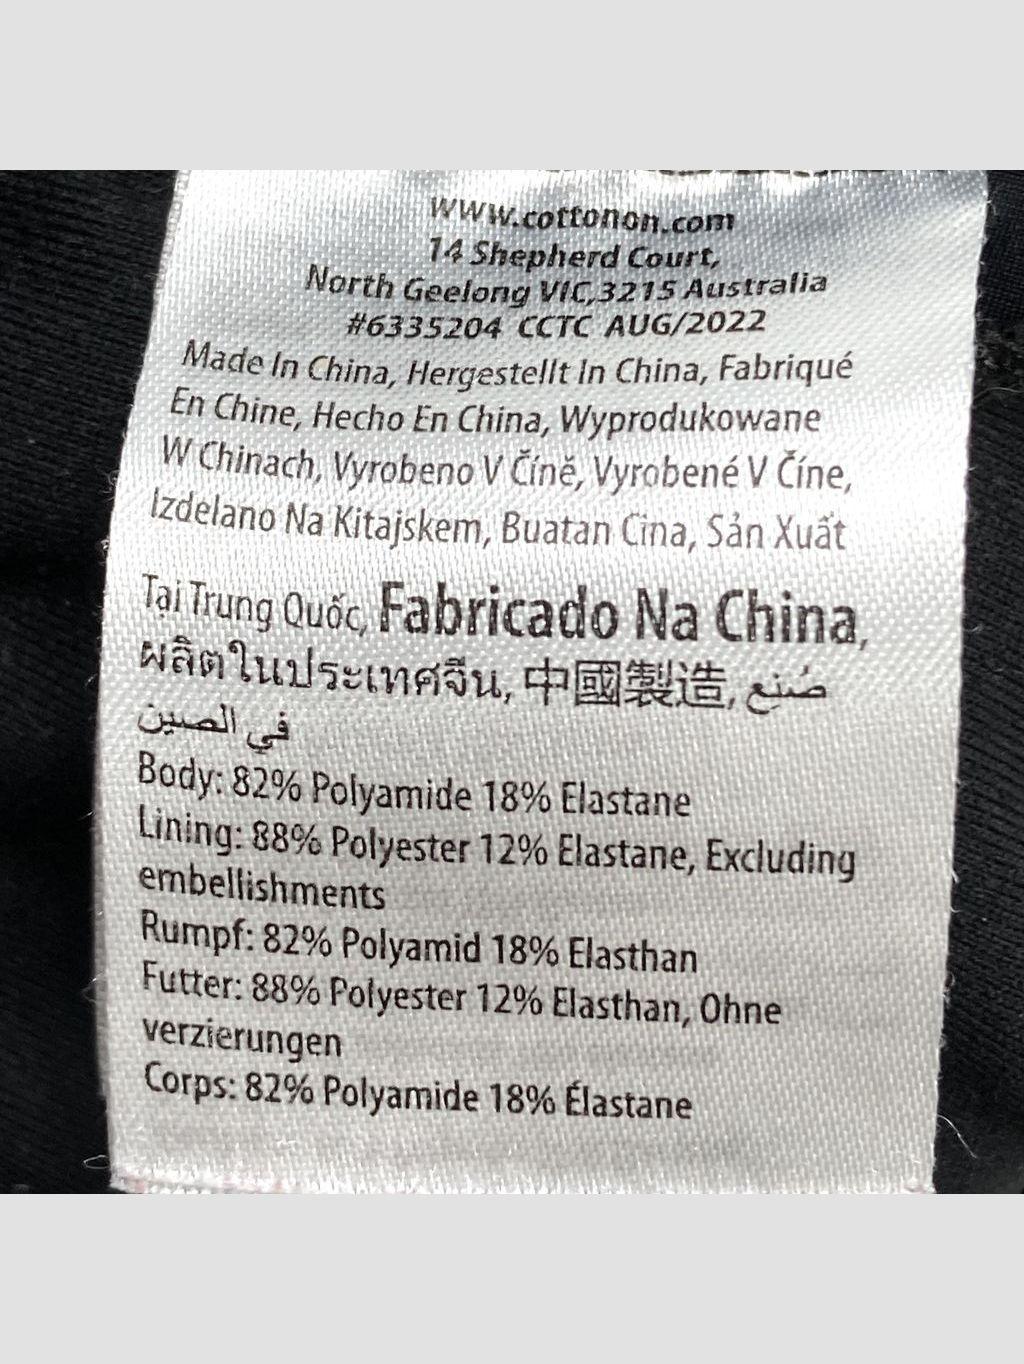 www.cottonon.com
14 Shepherd Court,
North Geelong VIC,3215 Australia
#6335204 CCTC AUG/2022
Made In China, Hergestellt In China, Fabriqué
En Chine, Hecho En China, Wyprodukowane
W Chinach, Vyrobeno V Číně, Vyrobené V Číne,
Izdelano Na Kitajskem, Buatan Cina, Sản Xuất
Tại Trung Quốc, Fabricado Na China,
ผลิตในประเทศจีน, 中國製造, صُنع
في الصين
Body: 82% Polyamide 18% Elastane
Lining: 88% Polyester 12% Elastane, Excluding
embellishments
Rumpf: 82% Polyamid 18% Elasthan
Futter: 88% Polyester 12% Elasthan, Ohne
verzierungen
Corps: 82% Polyamide 18% Élastane